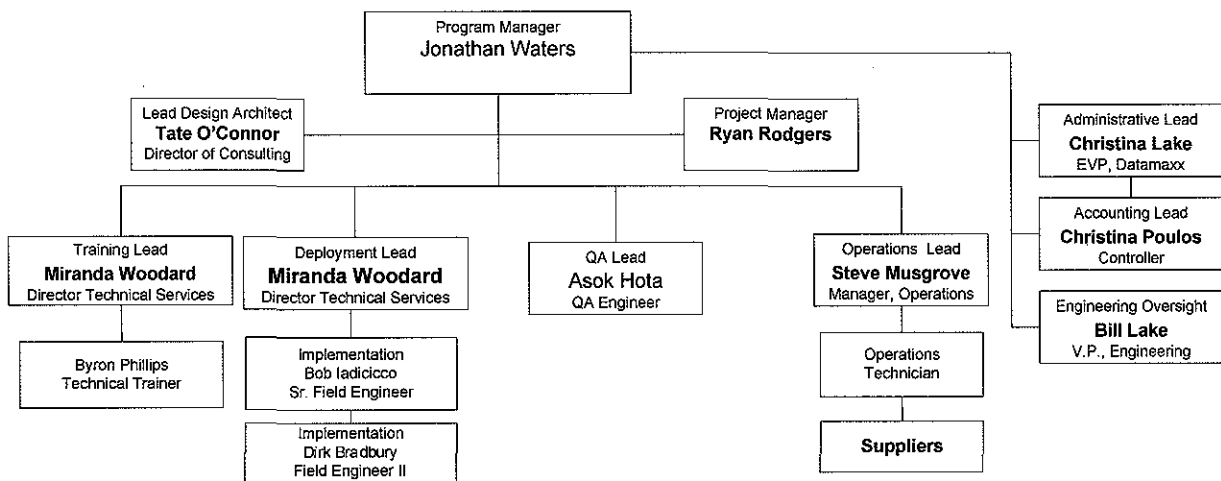 Program Manager
Jonathan Waters
Lead Design Architect
Tate O'Connor
Director of Consulting
Project Manager
Ryan Rodgers
Administrative Lead
Christina Lake
EVP, Datamaxx
Accounting Lead
Christina Poulos
Controller
Engineering Oversight
Bill Lake
V.P., Engineering
Training Lead
Miranda Woodard
Director Technical Services
Deployment Lead
Miranda Woodard
Director Technical Services
QA Lead
Asok Hota
QA Engineer
Operations Lead
Steve Musgrove
Manager, Operations
Byron Phillips
Technical Trainer
Implementation
Bob Iadicicco
Sr. Field Engineer
Operations
Technician
Implementation
Dirk Bradbury
Field Engineer II
Suppliers